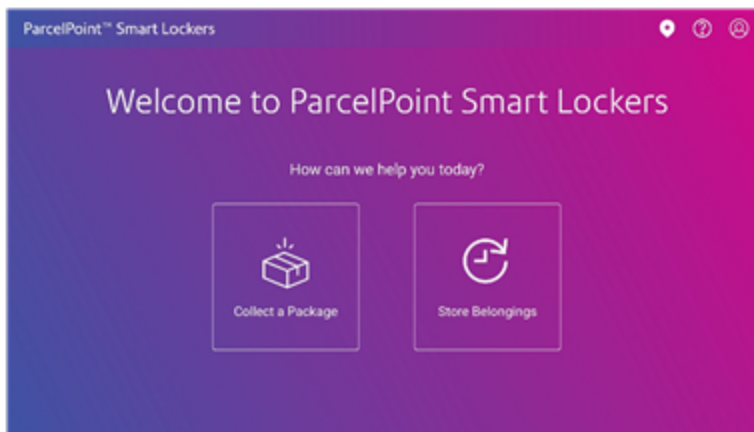 ParcelPoint™ Smart Lockers
Welcome to ParcelPoint Smart Lockers
How can we help you today?
Collect a Package
Store Belongings